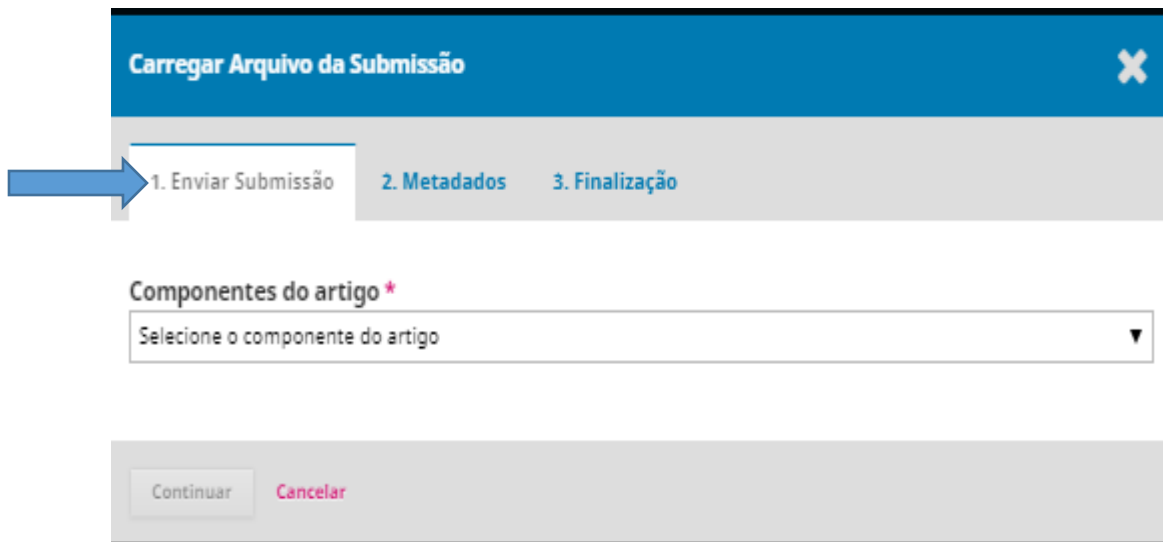 Carregar Arquivo da Submissão
1. Enviar Submissão 2. Metadados 3. Finalização
Componentes do artigo *
Selecione o componente do artigo
Continuar Cancelar